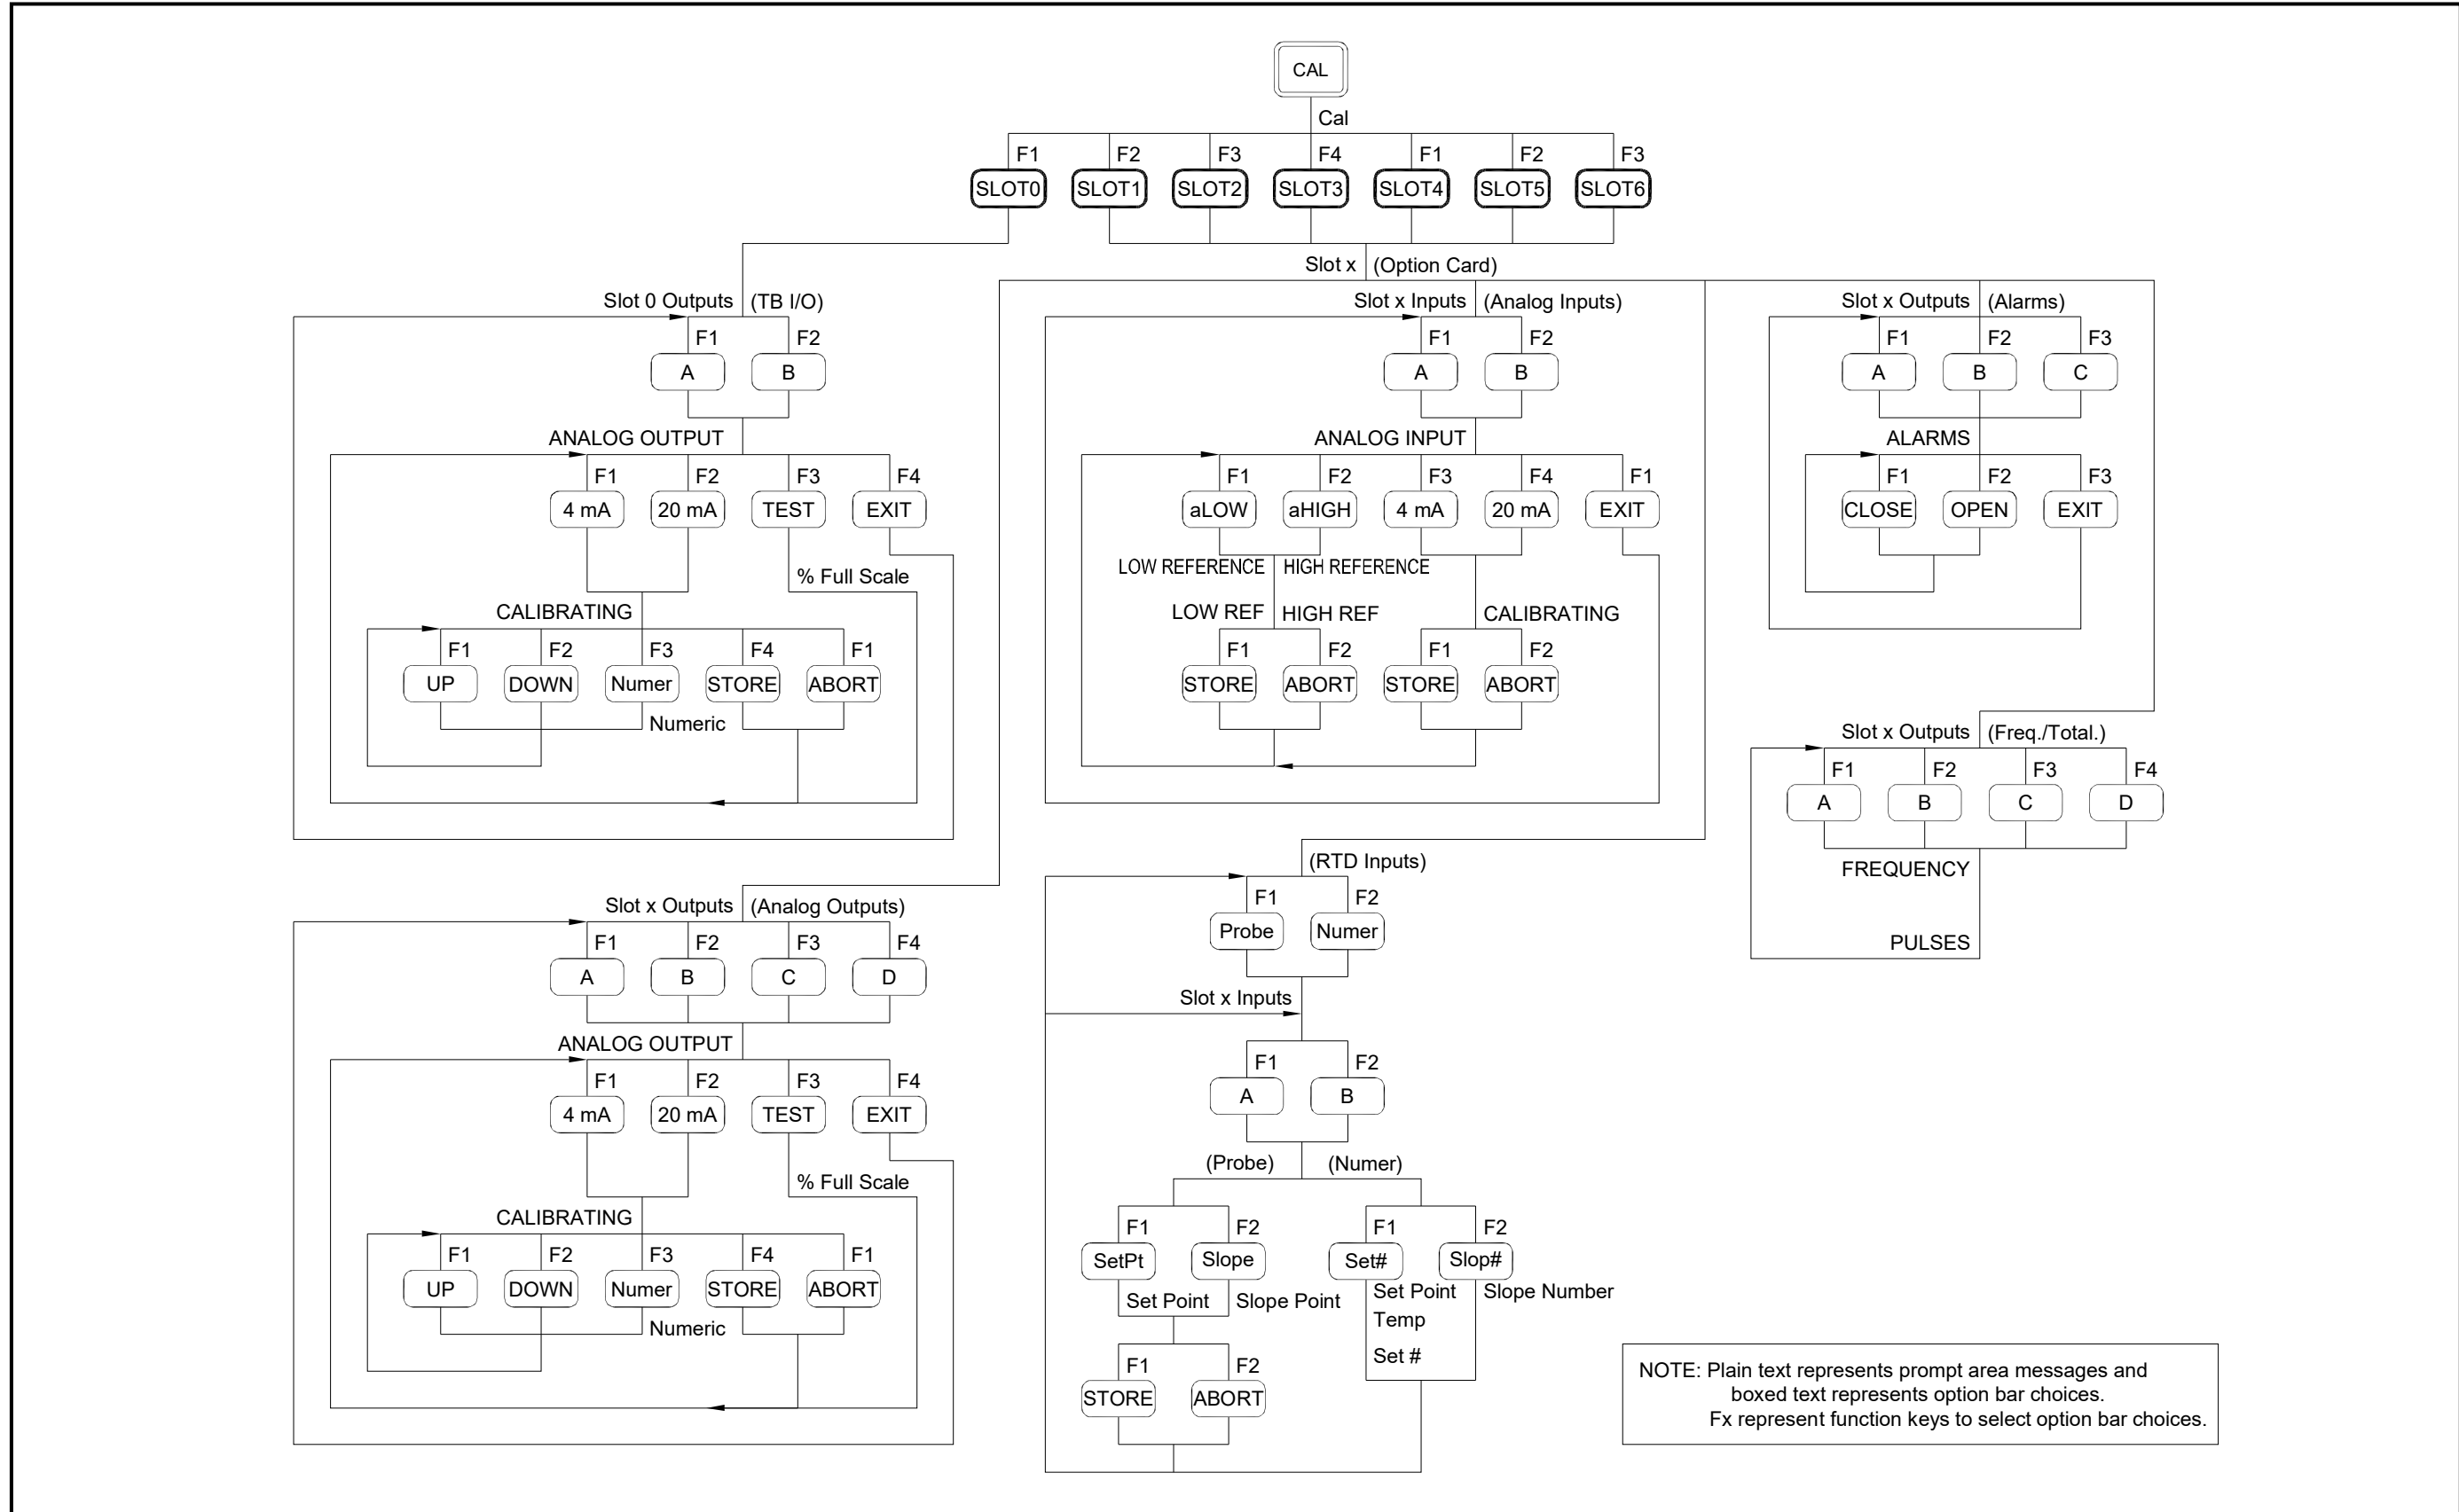 CAL
Cal
F1 F2 F3 F4 F1 F2 F3
SLOT0 SLOT1 SLOT2 SLOT3 SLOT4 SLOT5 SLOT6
Slot x (Option Card)
Slot 0 Outputs (TB I/O)
F1 F2
A B
ANALOG OUTPUT
F1 F2 F3 F4
4 mA 20 mA TEST EXIT
% Full Scale
CALIBRATING
F1 F2 F3 F4 F1
UP DOWN Numer STORE ABORT
Numeric
Slot x Inputs (Analog Inputs)
F1 F2
A B
ANALOG INPUT
F1 F2 F3 F4 F1
aLOW aHIGH 4 mA 20 mA EXIT
LOW REFERENCE HIGH REFERENCE
LOW REF HIGH REF CALIBRATING
F1 F2 F1 F2
STORE ABORT STORE ABORT
Slot x Outputs (Alarms)
F1 F2 F3
A B C
ALARMS
F1 F2 F3
CLOSE OPEN EXIT
Slot x Outputs (Freq./Total.)
F1 F2 F3 F4
A B C D
FREQUENCY
PULSES
Slot x Outputs (Analog Outputs)
F1 F2 F3 F4
A B C D
ANALOG OUTPUT
F1 F2 F3 F4
4 mA 20 mA TEST EXIT
% Full Scale
CALIBRATING
F1 F2 F3 F4 F1
UP DOWN Numer STORE ABORT
Numeric
(RTD Inputs)
F1 F2
Probe Numer
Slot x Inputs
F1 F2
A B
(Probe) (Numer)
F1 F2 F1 F2
SetPt Slope Set# Slop#
Set Point Slope Point Set Point Slope Number
Temp
Set #
F1 F2
STORE ABORT
NOTE: Plain text represents prompt area messages and
boxed text represents option bar choices.
Fx represent function keys to select option bar choices.